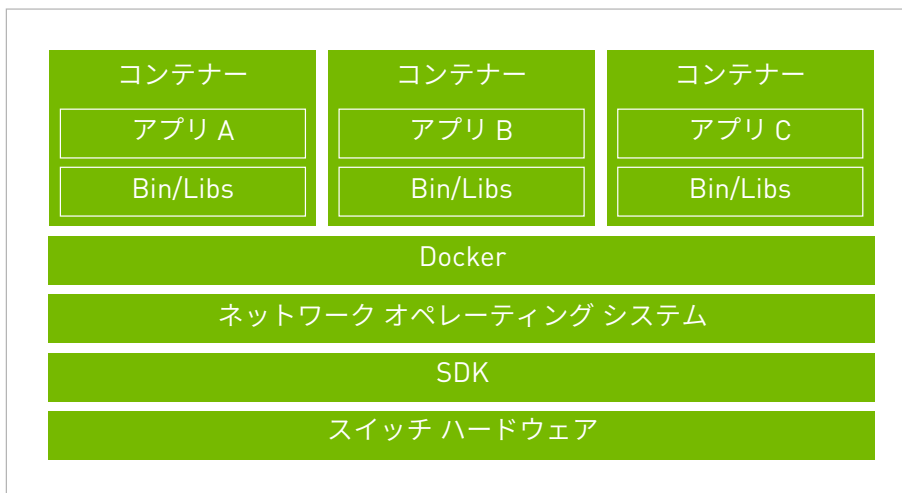 コンテナー
アプリ A
Bin/Libs
コンテナー
アプリ B
Bin/Libs
コンテナー
アプリ C
Bin/Libs
Docker
ネットワーク オペレーティング システム
SDK
スイッチ ハードウェア